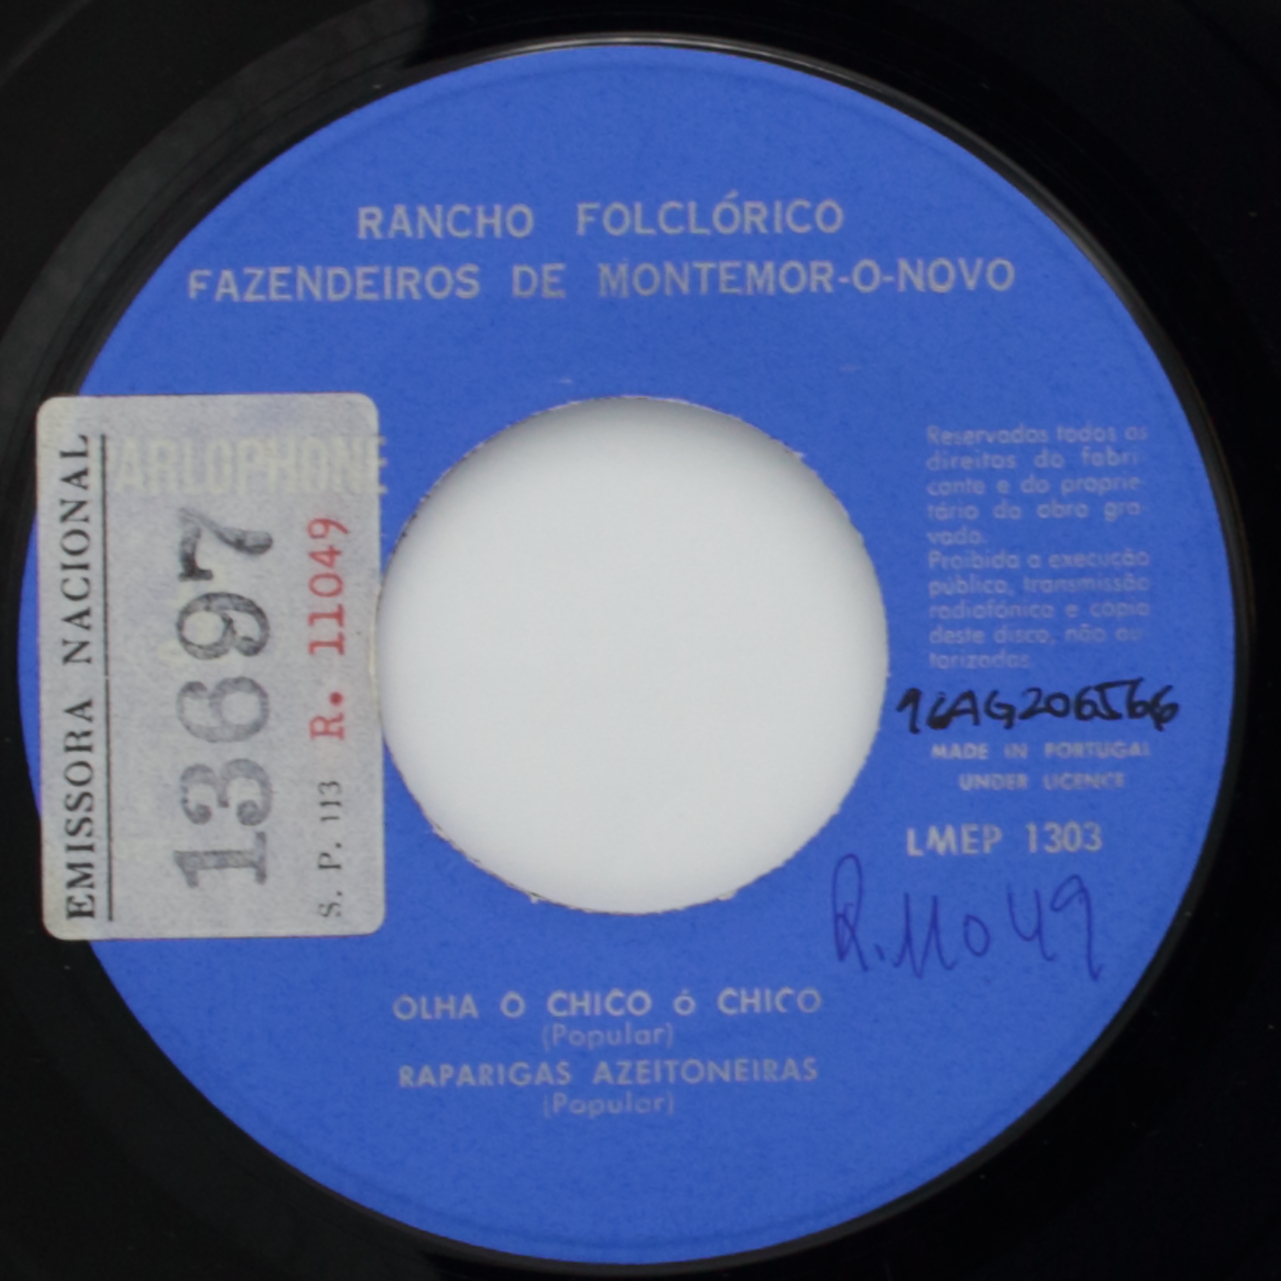 RANCHO FOLCLÓRICO
FAZENDEIROS DE MONTEMOR-O-NOVO
PARLOPHONE
EMISSORA NACIONAL
13697
R. 11049
S. P. 113
Reservados todos os
direitos do fabri-
cante e do proprie-
tário da obra gra-
vada.
Proibida a execução
pública, transmissão
radiofónica e cópia
deste disco, não au-
torizadas.
MADE IN PORTUGAL
UNDER LICENCE
LMEP 1303
R.11049
OLHA O CHICO ó CHICO
(Popular)
RAPARIGAS AZEITONEIRAS
(Popular)